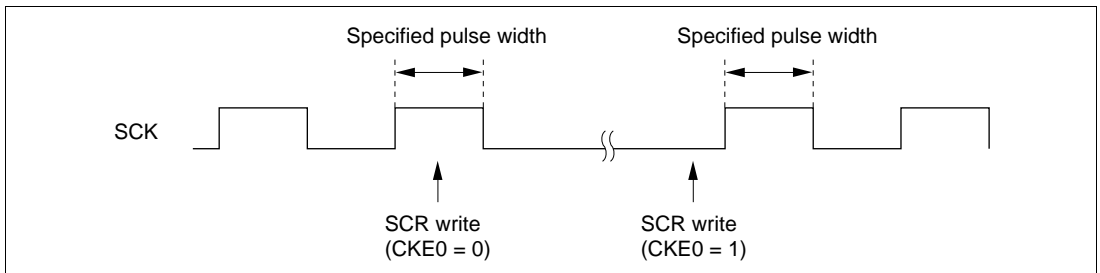 Specified pulse width
Specified pulse width
SCK
SCR write
(CKE0 = 0)
SCR write
(CKE0 = 1)